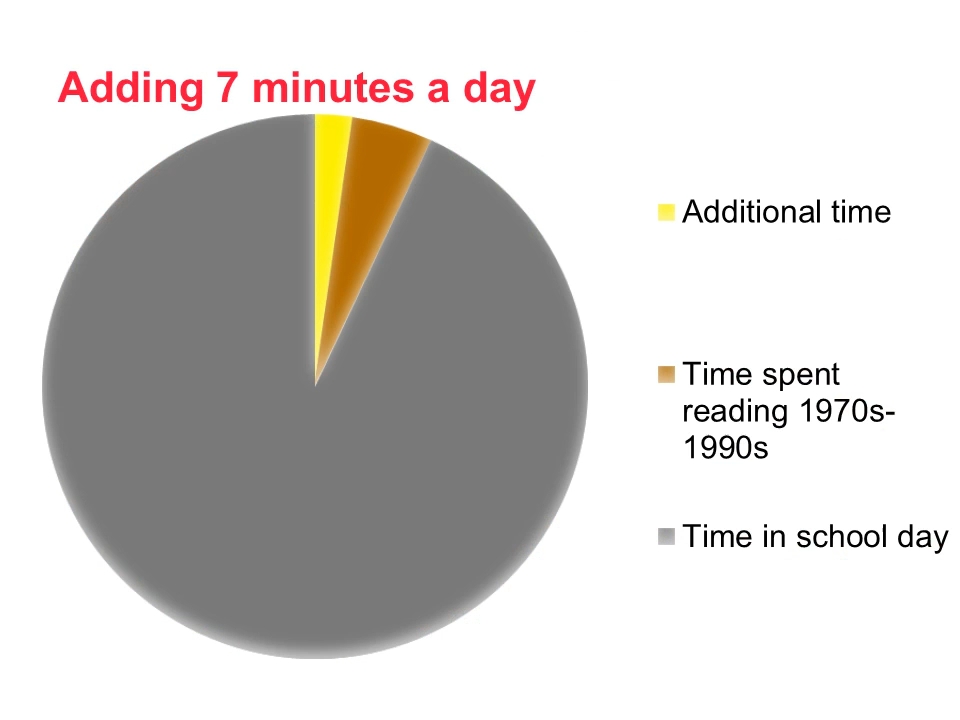 Adding 7 minutes a day
Additional time
Time spent
reading 1970s-
1990s
Time in school day